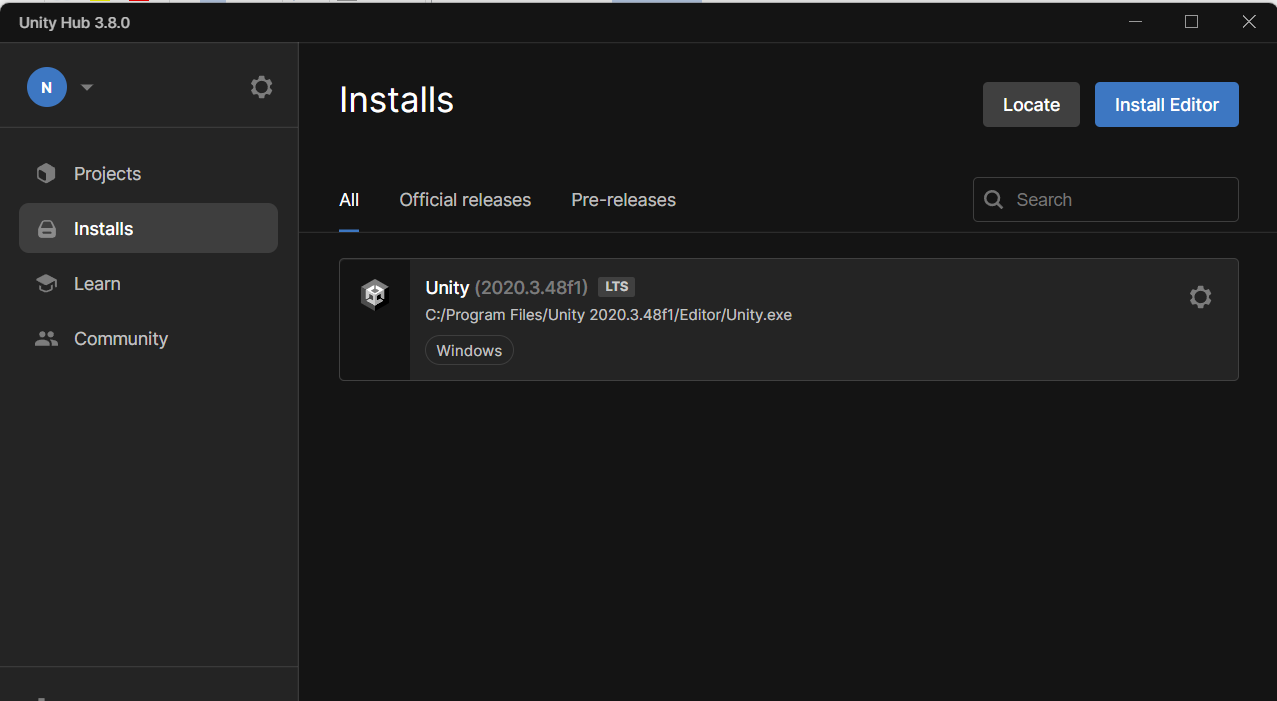 Unity Hub 3.8.0
N
Projects
Installs
Learn
Community
Installs
Locate
Install Editor
All
Official releases
Pre-releases
Search
Unity (2020.3.48f1) LTS
C:/Program Files/Unity 2020.3.48f1/Editor/Unity.exe
Windows